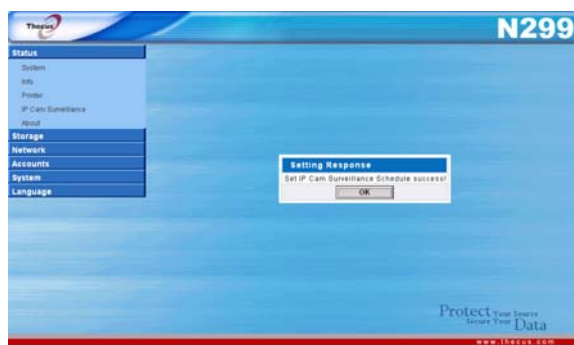 Thecus
N299
Status
System
Info
Printer
IP Cam Surveillance
About
Storage
Network
Accounts
System
Language
Setting Response
Set IP Cam Surveillance Schedule success!
OK
Protect Your Source
Secure Your Data
www.thecus.com